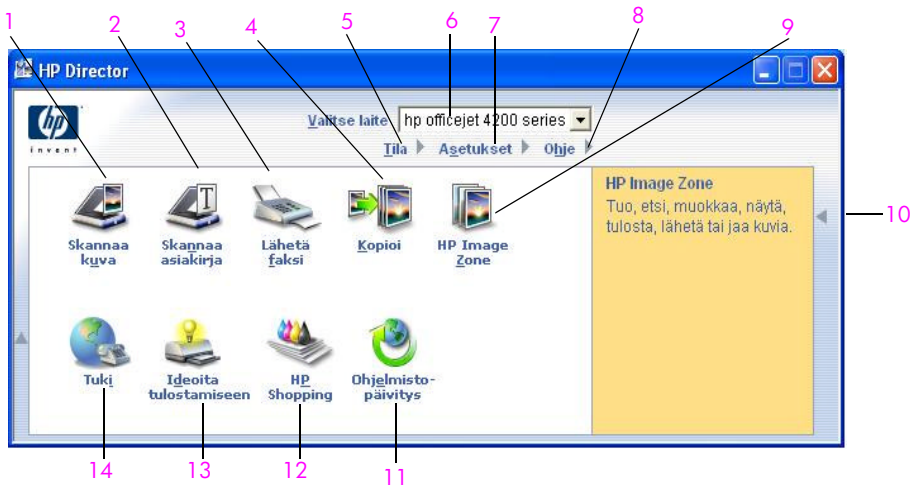 1 2 3 4 5 6 7 8 9
HP Director
hp
invent
Valitse laite hp officejet 4200 series
Tila Asetukset Ohje
Skannaa kuva
Skannaa asiakirja
Lähetä faksi
Kopioi
HP Image Zone
HP Image Zone
Tuo, etsi, muokkaa, näytä,
tulosta, lähetä tai jaa kuvia.
10
Tuki
Ideoita tulostamiseen
HP Shopping
Ohjelmisto-
päivitys
14 13 12 11